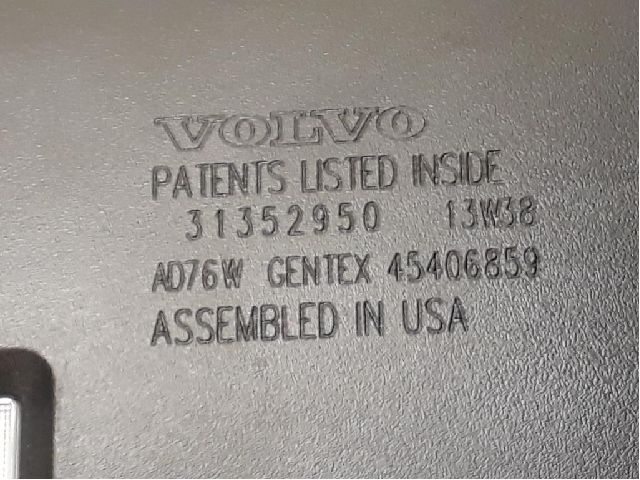 VOLVO
PATENTS LISTED INSIDE
31352950 13W38
AD76W GENTEX 45406859
ASSEMBLED IN USA